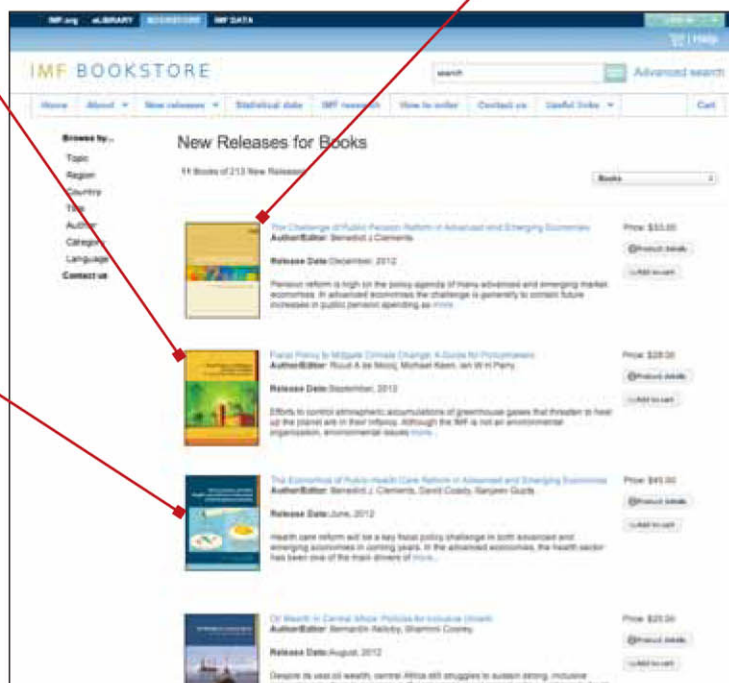 IMF.org eLIBRARY BOOKSTORE IMF DATA
| Help
IMF BOOKSTORE
search
Advanced search
Home About New releases Statistical data IMF research How to order Contact us Useful links Cart
Browse by...
Topic
Region
Country
Title
Author
Category
Language
Contact us
New Releases for Books
11 Books of 213 New Releases
Books
The Challenge of Public Pension Reform in Advanced and Emerging Economies
Author/Editor: Benedict J. Clements
Release Date: December, 2012
Pension reform is high on the policy agenda of many advanced and emerging market
economies. In advanced economies the challenge is generally to contain future
increases in public pension spending as more...
Price: $33.00
Product details
Add to cart
Fiscal Policy to Mitigate Climate Change: A Guide for Policymakers
Author/Editor: Ruud A de Mooij, Michael Keen, Ian W H Parry
Release Date: September, 2012
Efforts to control atmospheric accumulations of greenhouse gases that threaten to heat
up the planet are in their infancy. Although the IMF is not an environmental
organization, environmental issues more...
Price: $28.00
Product details
Add to cart
The Economics of Public Health Care Reform in Advanced and Emerging Economies
Author/Editor: Benedict J. Clements, David Coady, Sanjeev Gupta
Release Date: June, 2012
Health care reform will be a key fiscal policy challenge in both advanced and
emerging economies in coming years. In the advanced economies, the health sector
has been one of the main drivers of more...
Price: $45.00
Product details
Add to cart
Oil Wealth in Central Africa: Policies for Inclusive Growth
Author/Editor: Bernardin Akitoby, Sharmini Coorey
Release Date: August, 2012
Despite its vast oil wealth, central Africa still struggles to sustain strong, inclusive
Price: $25.00
Product details
Add to cart